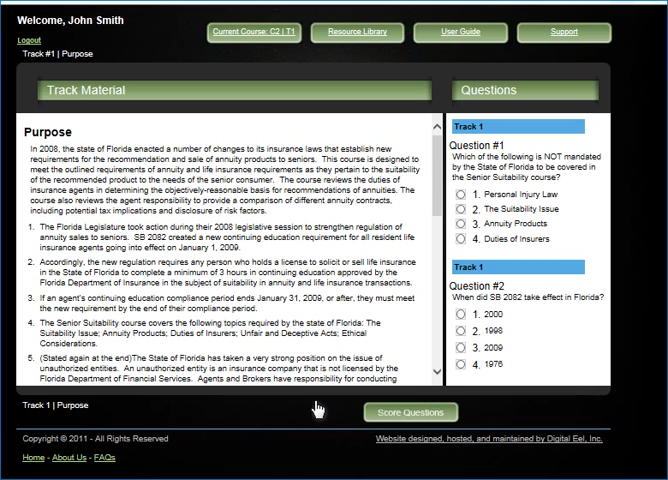 Welcome, John Smith
Logout
Current Course: C2 | T1
Resource Library
User Guide
Support
Track #1 | Purpose
Track Material
Purpose
In 2008, the state of Florida enacted a number of changes to its insurance laws that establish new
requirements for the recommendation and sale of annuity products to seniors. This course is designed to
meet the outlined requirements of annuity and life insurance requirements as they pertain to the suitability
of the recommended product to the needs of the senior consumer. The course reviews the duties of
insurance agents in determining the objectively-reasonable basis for recommendations of annuities. The
course also reviews the agent responsibility to provide a comparison of different annuity contracts,
including potential tax implications and disclosure of risk factors.
1. The Florida Legislature took action during their 2008 legislative session to strengthen regulation of
annuity sales to seniors. SB 2082 created a new continuing education requirement for all resident life
insurance agents going into effect on January 1, 2009.
2. Accordingly, the new regulation requires any person who holds a license to solicit or sell life insurance
in the State of Florida to complete a minimum of 3 hours in continuing education approved by the
Florida Department of Insurance in the subject of suitability in annuity and life insurance transactions.
3. If an agent's continuing education compliance period ends January 31, 2009, or after, they must meet
the new requirement by the end of their compliance period.
4. The Senior Suitability course covers the following topics required by the state of Florida: The
Suitability Issue; Annuity Products; Duties of Insurers; Unfair and Deceptive Acts; Ethical
Considerations.
5. (Stated again at the end)The State of Florida has taken a very strong position on the issue of
unauthorized entities. An unauthorized entity is an insurance company that is not licensed by the
Florida Department of Financial Services. Agents and Brokers have responsibility for conducting
Questions
Track 1
Question #1
Which of the following is NOT mandated
by the State of Florida to be covered in
the Senior Suitability course?
1. Personal Injury Law
2. The Suitability Issue
3. Annuity Products
4. Duties of Insurers
Track 1
Question #2
When did SB 2082 take effect in Florida?
1. 2000
2. 1998
3. 2009
4. 1976
Track 1 | Purpose
Score Questions
Copyright © 2011 - All Rights Reserved
Website designed, hosted, and maintained by Digital Eel, Inc.
Home - About Us - FAQs